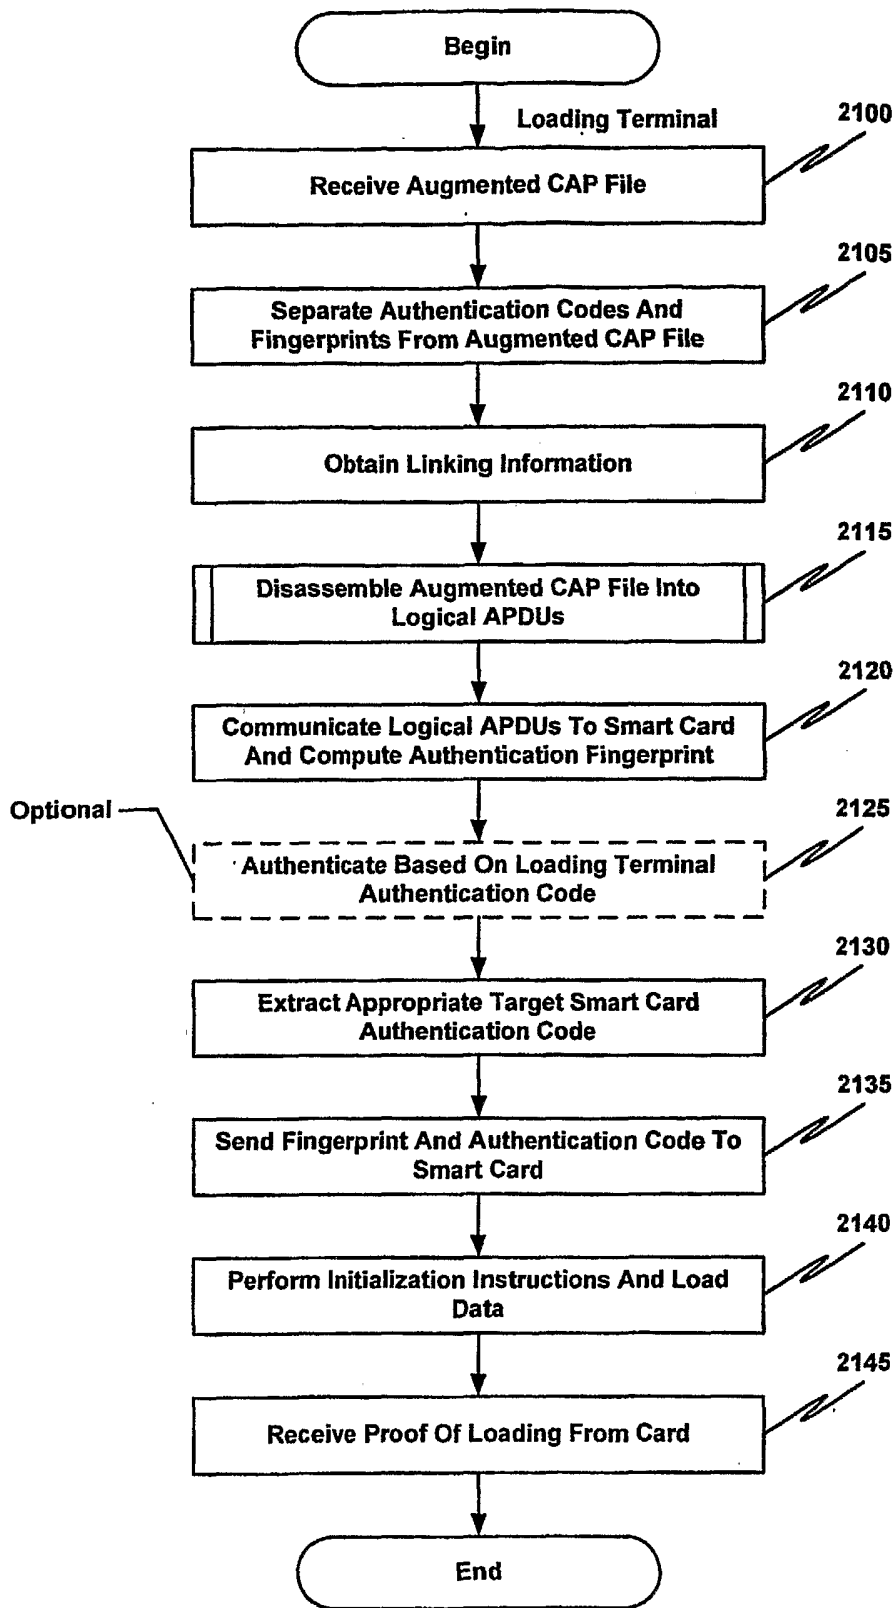 Begin
Loading Terminal
2100
Receive Augmented CAP File
2105
Separate Authentication Codes And
Fingerprints From Augmented CAP File
2110
Obtain Linking Information
2115
Disassemble Augmented CAP File Into
Logical APDUs
2120
Communicate Logical APDUs To Smart Card
And Compute Authentication Fingerprint
Optional
2125
Authenticate Based On Loading Terminal
Authentication Code
2130
Extract Appropriate Target Smart Card
Authentication Code
2135
Send Fingerprint And Authentication Code To
Smart Card
2140
Perform Initialization Instructions And Load
Data
2145
Receive Proof Of Loading From Card
End